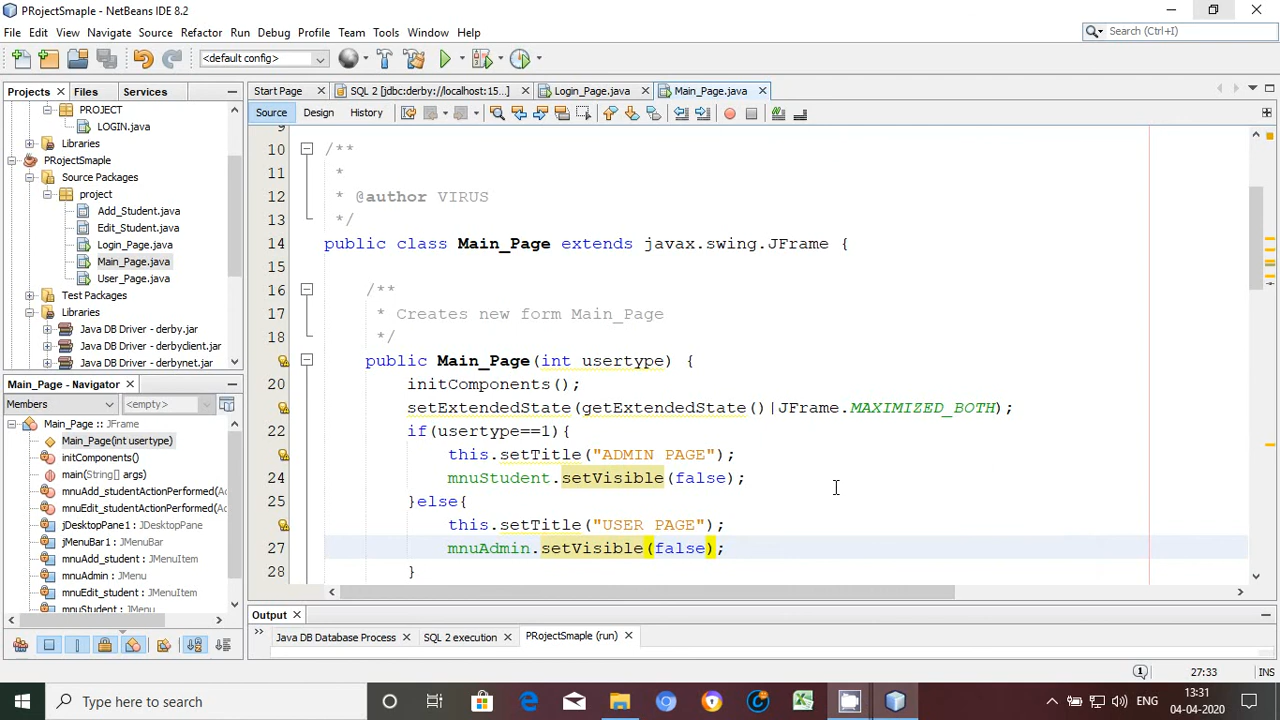 PRojectSmaple - NetBeans IDE 8.2
File Edit View Navigate Source Refactor Run Debug Profile Team Tools Window Help
Search (Ctrl+I)
<default config>
Projects Files Services
Start Page SQL 2 [jdbc:derby://localhost:15... Login_Page.java Main_Page.java
Source Design History
PROJECT
LOGIN.java
Libraries
PRojectSmaple
Source Packages
project
Add_Student.java
Edit_Student.java
Login_Page.java
Main_Page.java
User_Page.java
Test Packages
Libraries
Java DB Driver - derby.jar
Java DB Driver - derbyclient.jar
Java DB Driver - derbynet.jar
Main_Page - Navigator
Members <empty>
Main_Page :: JFrame
Main_Page(int usertype)
initComponents()
main(String[] args)
mnuAdd_studentActionPerformed(Ac
mnuEdit_studentActionPerformed(Ac
jDesktopPane1 : JDesktopPane
jMenuBar1 : JMenuBar
mnuAdd_student : JMenuItem
mnuAdmin : JMenu
mnuEdit_student : JMenuItem
mnuStudent : JMenu
9
10 /**
11 *
12 * @author VIRUS
13 */
14 public class Main_Page extends javax.swing.JFrame {
15
16 /**
17 * Creates new form Main_Page
18 */
public Main_Page(int usertype) {
20 initComponents();
setExtendedState(getExtendedState()|JFrame.MAXIMIZED_BOTH);
22 if(usertype==1){
this.setTitle("ADMIN PAGE");
24 mnuStudent.setVisible(false);
25 }else{
this.setTitle("USER PAGE");
27 mnuAdmin.setVisible(false);
28 }
Output
Java DB Database Process SQL 2 execution PRojectSmaple (run)
1 27:33 INS
Type here to search
ENG
13:31
04-04-2020